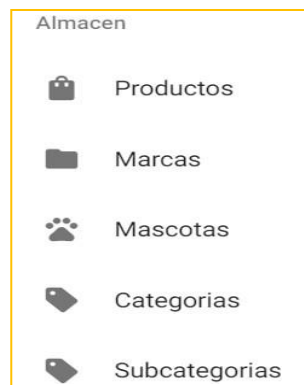 Almacen
Productos
Marcas
Mascotas
Categorias
Subcategorias